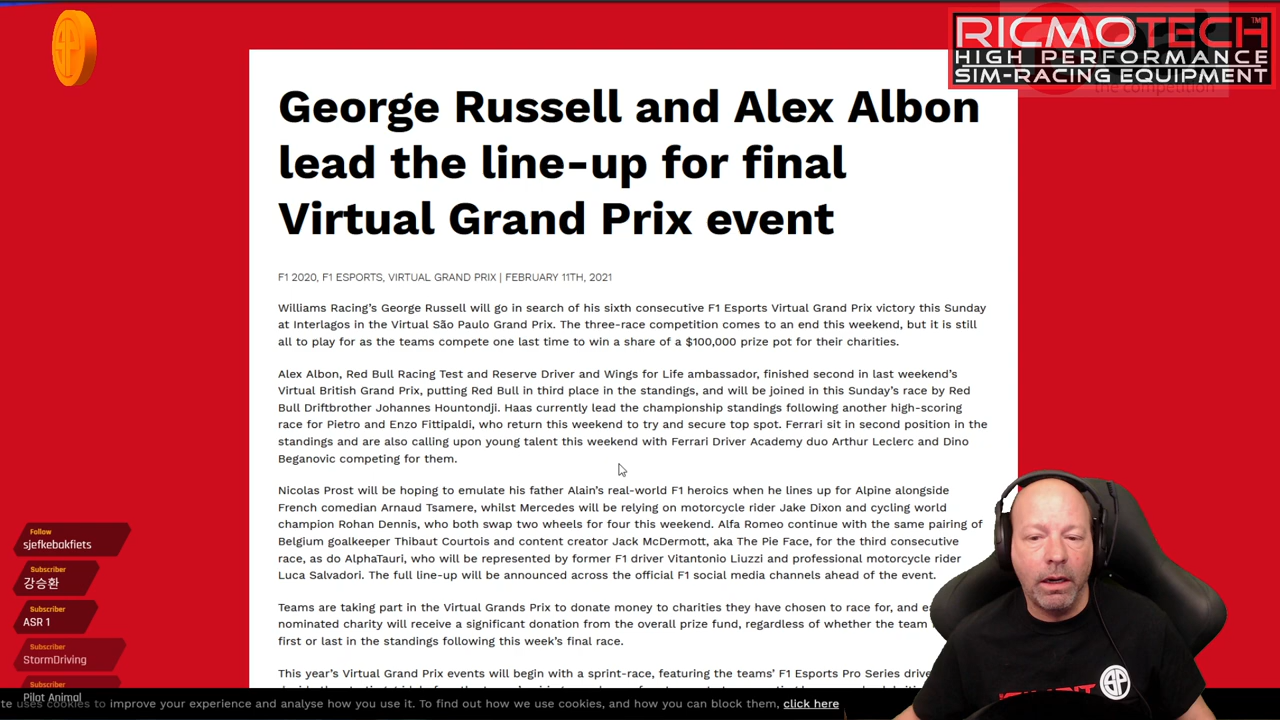 RICMOTECH™
HIGH PERFORMANCE
SIM-RACING EQUIPMENT
the competition
George Russell and Alex Albon
lead the line-up for final
Virtual Grand Prix event
F1 2020, F1 ESPORTS, VIRTUAL GRAND PRIX | FEBRUARY 11TH, 2021
Williams Racing's George Russell will go in search of his sixth consecutive F1 Esports Virtual Grand Prix victory this Sunday
at Interlagos in the Virtual São Paulo Grand Prix. The three-race competition comes to an end this weekend, but it is still
all to play for as the teams compete one last time to win a share of a $100,000 prize pot for their charities.
Alex Albon, Red Bull Racing Test and Reserve Driver and Wings for Life ambassador, finished second in last weekend's
Virtual British Grand Prix, putting Red Bull in third place in the standings, and will be joined in this Sunday's race by Red
Bull Driftbrother Johannes Hountondji. Haas currently lead the championship standings following another high-scoring
race for Pietro and Enzo Fittipaldi, who return this weekend to try and secure top spot. Ferrari sit in second position in the
standings and are also calling upon young talent this weekend with Ferrari Driver Academy duo Arthur Leclerc and Dino
Beganovic competing for them.
Nicolas Prost will be hoping to emulate his father Alain's real-world F1 heroics when he lines up for Alpine alongside
French comedian Arnaud Tsamere, whilst Mercedes will be relying on motorcycle rider Jake Dixon and cycling world
champion Rohan Dennis, who both swap two wheels for four this weekend. Alfa Romeo continue with the same pairing of
Belgium goalkeeper Thibaut Courtois and content creator Jack McDermott, aka The Pie Face, for the third consecutive
race, as do AlphaTauri, who will be represented by former F1 driver Vitantonio Liuzzi and professional motorcycle rider
Luca Salvadori. The full line-up will be announced across the official F1 social media channels ahead of the event.
Teams are taking part in the Virtual Grands Prix to donate money to charities they have chosen to race for, and
nominated charity will receive a significant donation from the overall prize fund, regardless of whether the team
first or last in the standings following this week's final race.
This year's Virtual Grand Prix events will begin with a sprint-race, featuring the teams' F1 Esports Pro Series
Follow
sjefkebakfiets
Subscriber
강승환
Subscriber
ASR 1
Subscriber
StormDriving
Subscriber
Pilot Animal
te uses cookies to improve your experience and analyse how you use it. To find out how we use cookies, and how you can block them, click here